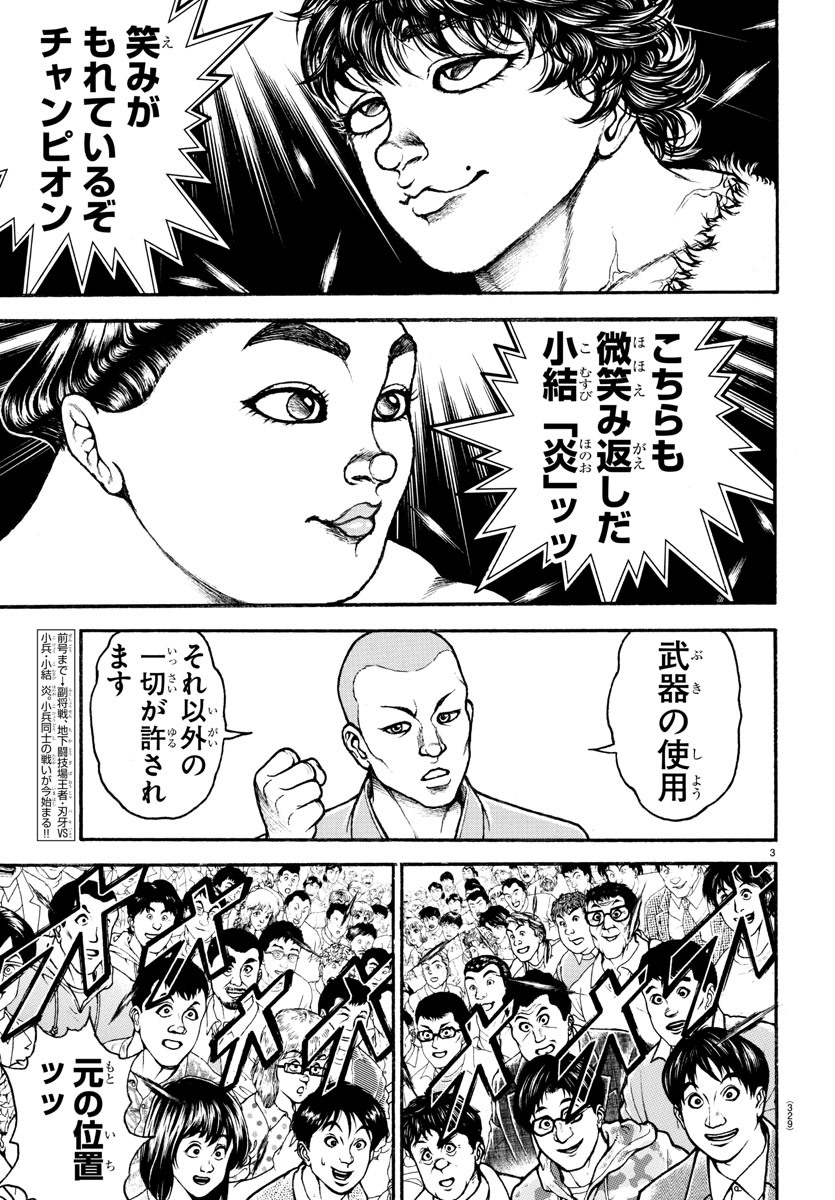 笑みが
もれているぞ
チャンピオン
こちらも
微笑み返しだ
小結「炎」ッッ
武器の使用
それ以外の
一切が許され
ます
前号まで→副将戦、地下闘技場王者・刃牙VS
小兵・小結 炎。小兵同士の戦いが今始まる!!
3
元の位置
ッッ
(329)